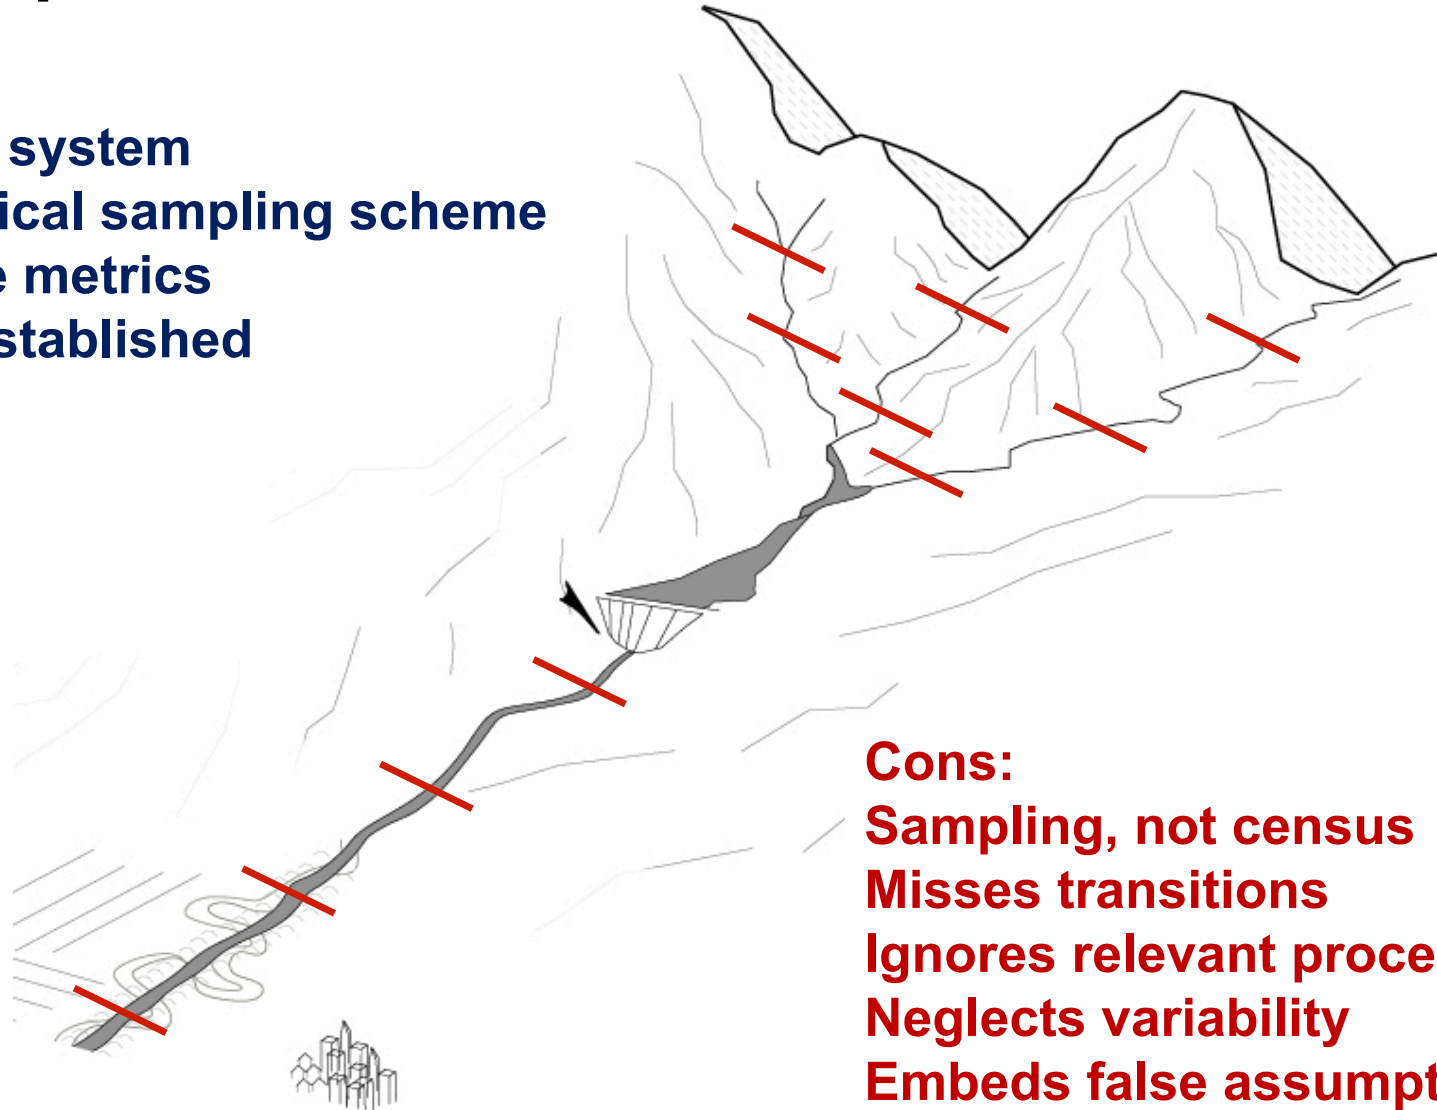 system
ical sampling scheme
e metrics
stablished
Cons:
Sampling, not census
Misses transitions
Ignores relevant proce
Neglects variability
Embeds false assumpt